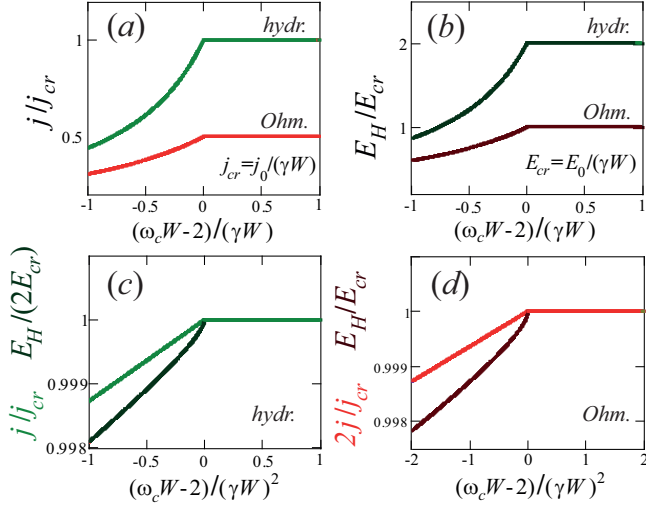 (a)
hydr.
Ohm.
j_cr=j_0/(γW)
j/j_cr
1
0.5
-1 -0.5 0 0.5 1
(ω_cW-2)/(γW)
(b)
hydr.
Ohm.
E_cr=E_0/(γW)
E_H/E_cr
2
1
0
-1 -0.5 0 0.5 1
(ω_cW-2)/(γW)
(c)
hydr.
j/j_cr E_H/(2E_cr)
1
0.999
0.998
-1 -0.5 0 0.5 1
(ω_cW-2)/(γW)^2
(d)
Ohm.
2j/j_cr E_H/E_cr
1
0.999
0.998
-2 -1 0 1 2
(ω_cW-2)/(γW)^2